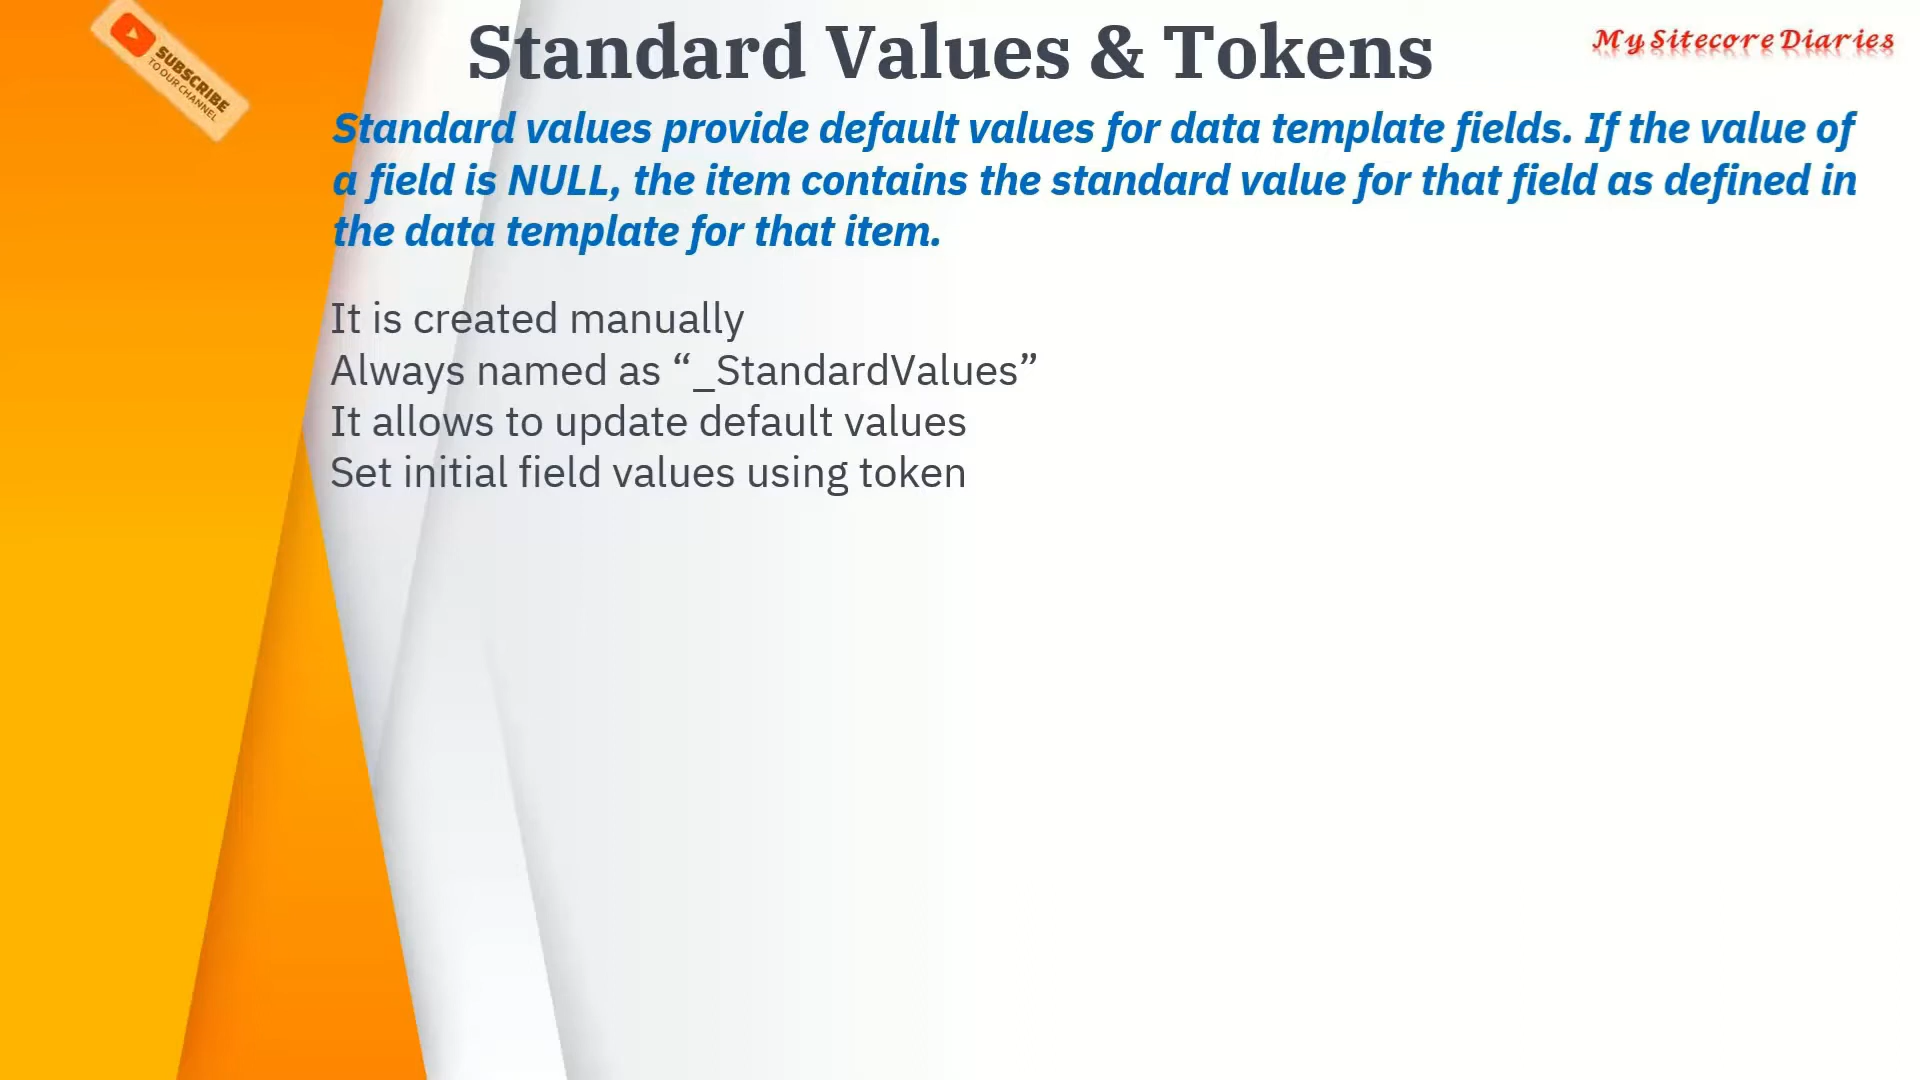 SUBSCRIBE
TO OUR CHANNEL
Standard Values & Tokens
My Sitecore Diaries
Standard values provide default values for data template fields. If the value of
a field is NULL, the item contains the standard value for that field as defined in
the data template for that item.
It is created manually
Always named as “_StandardValues”
It allows to update default values
Set initial field values using token